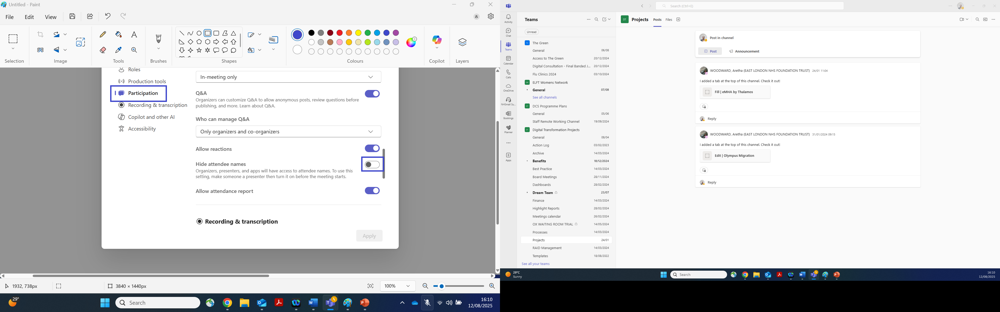 Untitled - Paint
File
Edit
View
Selection
Image
Tools
Brushes
Shapes
Colours
Copilot
Layers
Roles
Production tools
Participation
Recording & transcription
Copilot and other AI
Accessibility
In-meeting only
Q&A
Organizers can customize Q&A to allow anonymous posts, review questions before
publishing, and more. Learn about Q&A.
Who can manage Q&A
Only organizers and co-organizers
Allow reactions
Hide attendee names
Organizers, presenters, and apps will have access to attendee names. To use this
setting, make someone a presenter then turn it on before the meeting starts.
Allow attendance report
Recording & transcription
Apply
1932, 738px
3840 × 1440px
100%
29°
Search
16:10
12/08/2025
Search (Ctrl+E)
Activity
Chat
Teams
Calendar
Calls
OneDrive
NHSmail Su...
Bookings
Planner
Apps
Teams
Unread
The Green
General 06/08
Access to The Green 20/12/2024
Digital Consultation - Final Banded J... 20/12/2024
Flu Clinics 2024 03/10/2024
ELFT Womens Network
General 07/08
See all channels
DCS Programme Plans
General 05/06
Staff Remote Working Channel 19/09/2024
Digital Transformation Projects
General 08/04
Action Log 03/02/2023
Archive 14/03/2024
Benefits 18/12/2024
Best Practice 14/03/2024
Board Meetings 28/11/2024
Dashboards 28/02/2024
Dream Team 23/07
Finance 14/03/2024
Highlight Reports 28/02/2024
Meetings calendar 26/02/2024
OX WAITING ROOM TRIAL 14/05/2024
Processes 14/03/2024
Projects 24/01
RAID Management 14/03/2024
Templates 18/08/2022
See all your teams
DT
Projects
Posts
Files
Post in channel
Post
Announcement
WOODWARD, Aretha (EAST LONDON NHS FOUNDATION TRUST) 24/01 11:04
I added a tab at the top of this channel. Check it out!
Fill | eMHA by Thalamos
Reply
WOODWARD, Aretha (EAST LONDON NHS FOUNDATION TRUST) 31/01/2024 09:15
I added a tab at the top of this channel. Check it out!
Edit | Olympus Migration
Reply
29°C
Sunny
Search
16:10
12/08/2025